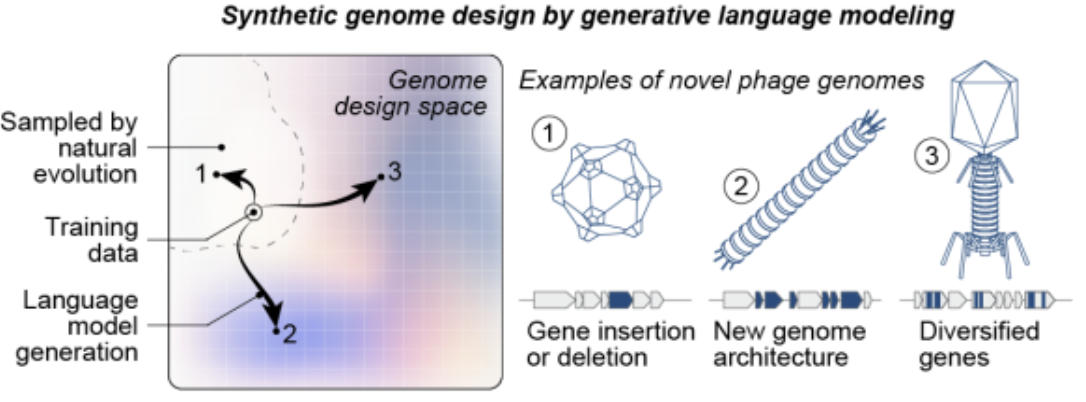 Synthetic genome design by generative language modeling
Genome
design space
Sampled by
natural
evolution
Training
data
Language
model
generation
1
3
2
Examples of novel phage genomes
1
2
3
Gene insertion
or deletion
New genome
architecture
Diversified
genes